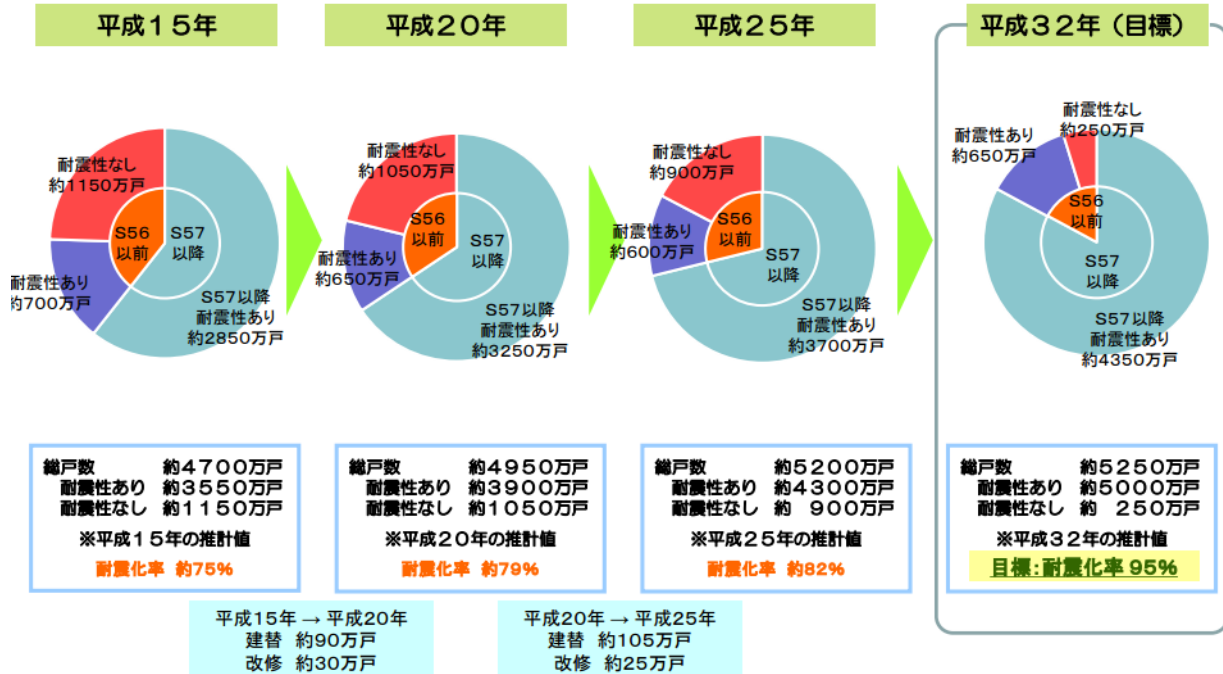 平成15年
平成20年
平成25年
平成32年（目標）
耐震性なし
約1150万戸
S56
以前
S57
以降
耐震性あり
約700万戸
S57以降
耐震性あり
約2850万戸
耐震性なし
約1050万戸
S56
以前
S57
以降
耐震性あり
約650万戸
S57以降
耐震性あり
約3250万戸
耐震性なし
約900万戸
S56
以前
S57
以降
耐震性あり
約600万戸
S57以降
耐震性あり
約3700万戸
耐震性なし
約250万戸
耐震性あり
約650万戸
S56
以前
S57
以降
S57以降
耐震性あり
約4350万戸
総戸数 約4700万戸
耐震性あり 約3550万戸
耐震性なし 約1150万戸
※平成15年の推計値
耐震化率 約75%
総戸数 約4950万戸
耐震性あり 約3900万戸
耐震性なし 約1050万戸
※平成20年の推計値
耐震化率 約79%
総戸数 約5200万戸
耐震性あり 約4300万戸
耐震性なし 約 900万戸
※平成25年の推計値
耐震化率 約82%
総戸数 約5250万戸
耐震性あり 約5000万戸
耐震性なし 約 250万戸
※平成32年の推計値
目標：耐震化率 95%
平成15年 → 平成20年
建替 約90万戸
改修 約30万戸
平成20年 → 平成25年
建替 約105万戸
改修 約25万戸